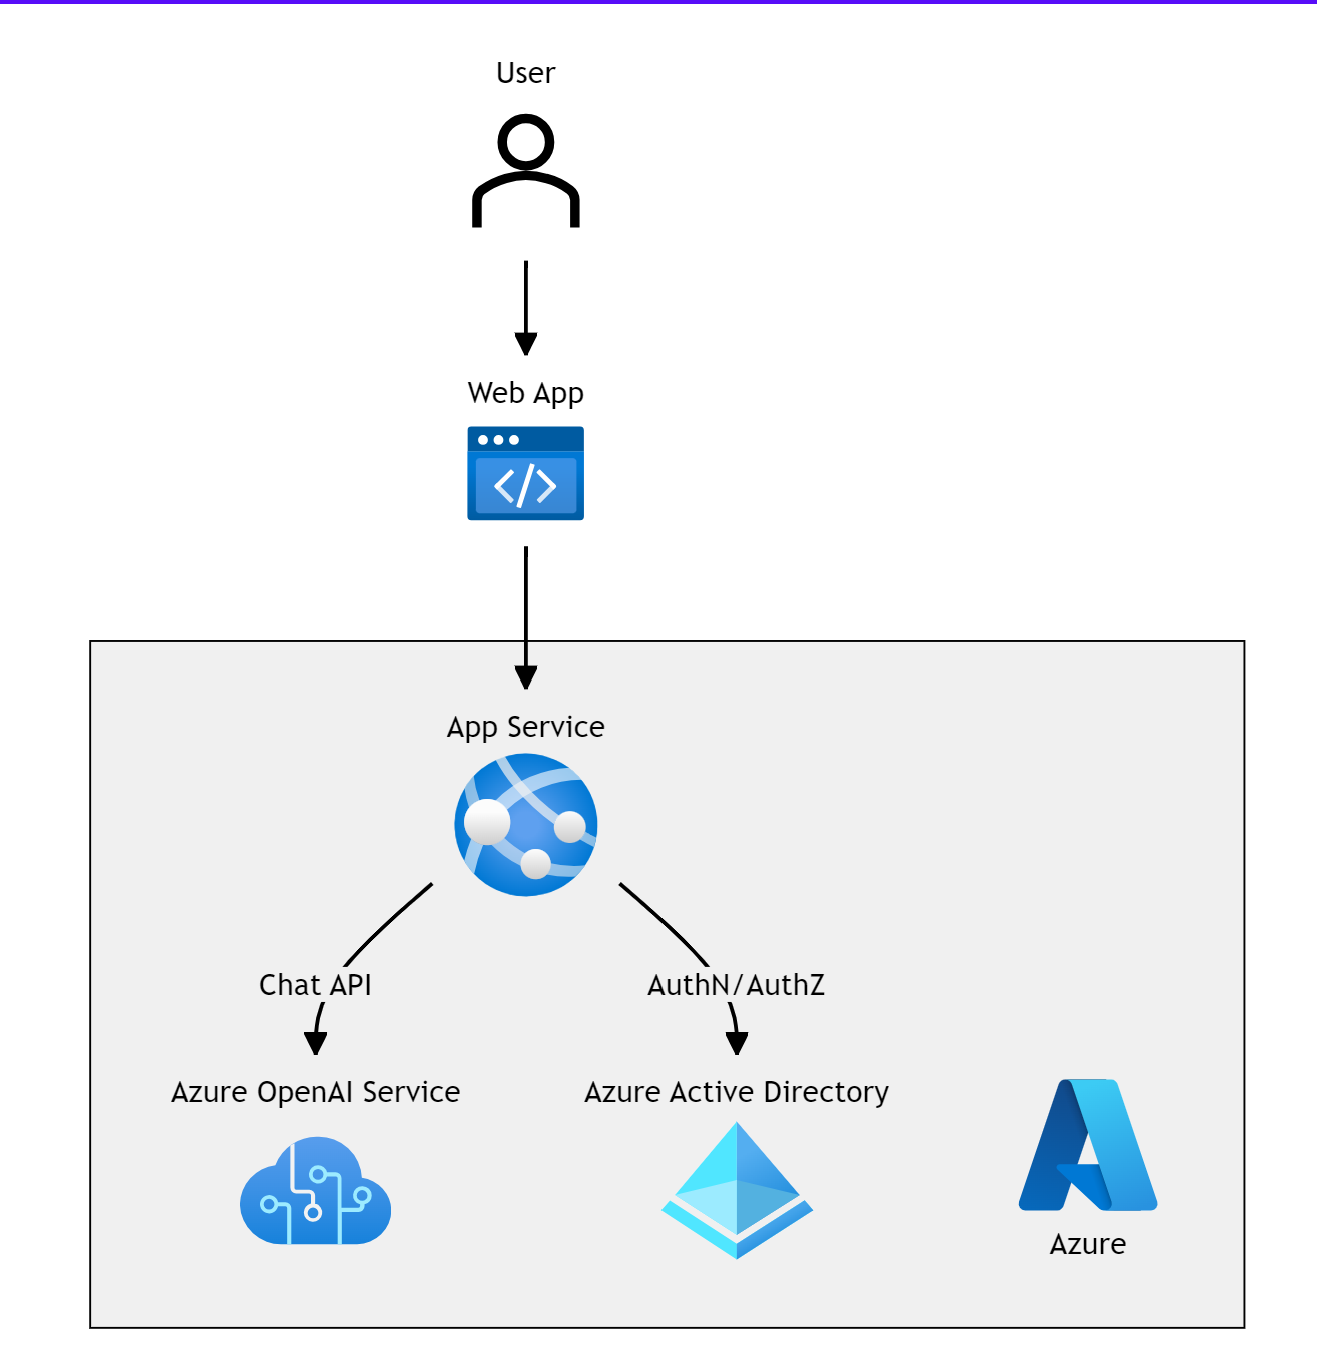 User
Web App
App Service
Chat API
AuthN/AuthZ
Azure OpenAI Service
Azure Active Directory
Azure